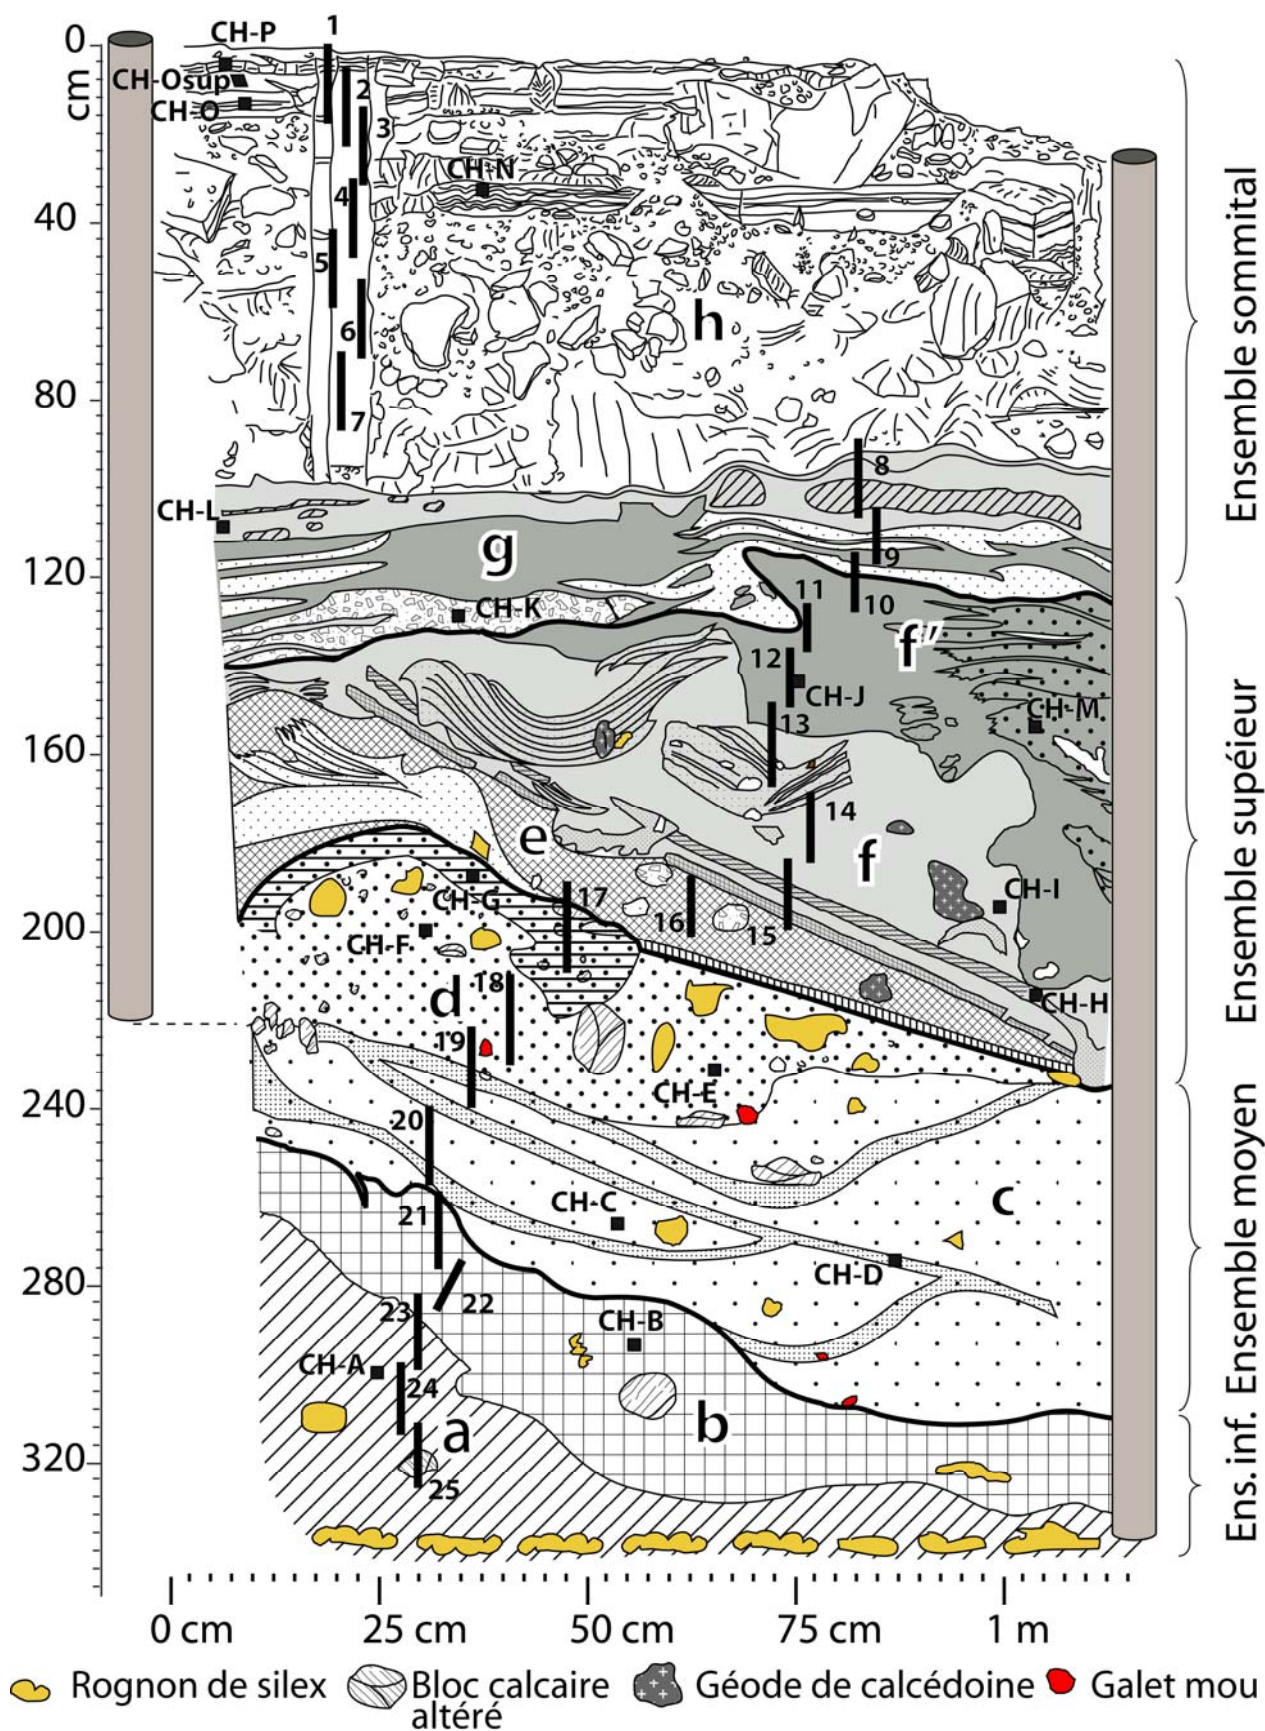 0
cm
40
80
120
160
200
240
280
320
CH-P
CH-Osup
CH-O
CH-N
CH-L
CH-K
CH-J
CH-M
CH-I
CH-H
CH-G
CH-F
CH-E
CH-C
CH-D
CH-B
CH-A
1
2
3
4
5
6
7
8
9
10
11
12
13
14
15
16
17
18
19
20
21
22
23
24
25
h
g
f'
f
e
d
c
b
a
Ensemble sommital
Ensemble supéieur
Ensemble moyen
Ens.inf.
0 cm 25 cm 50 cm 75 cm 1 m
Rognon de silex
Bloc calcaire
altéré
Géode de calcédoine
Galet mou